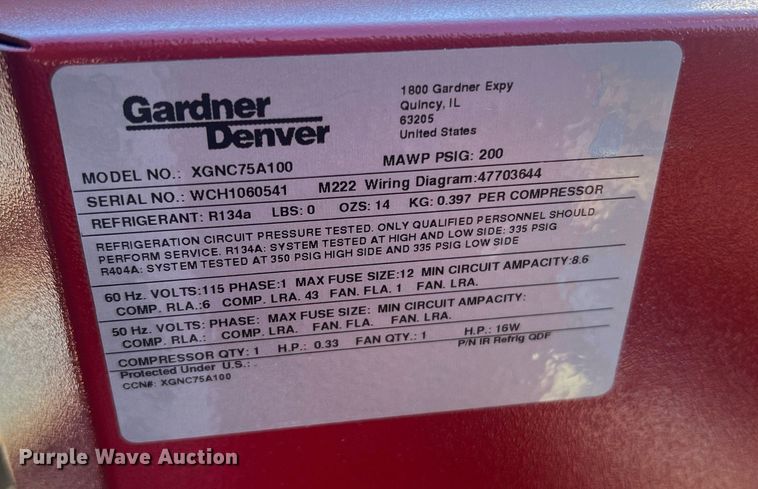 Gardner
Denver
1800 Gardner Expy
Quincy, IL
63205
United States
MODEL NO.: XGNC75A100 MAWP PSIG: 200
SERIAL NO.: WCH1060541 M222 Wiring Diagram:47703644
REFRIGERANT: R134a LBS: 0 OZS: 14 KG: 0.397 PER COMPRESSOR
REFRIGERATION CIRCUIT PRESSURE TESTED. ONLY QUALIFIED PERSONNEL SHOULD
PERFORM SERVICE. R134A: SYSTEM TESTED AT HIGH AND LOW SIDE: 335 PSIG
R404A: SYSTEM TESTED AT 350 PSIG HIGH SIDE AND 335 PSIG LOW SIDE
60 Hz. VOLTS:115 PHASE:1 MAX FUSE SIZE:12 MIN CIRCUIT AMPACITY:8.6
COMP. RLA.:6 COMP. LRA. 43 FAN. FLA. 1 FAN. LRA.
50 Hz. VOLTS: PHASE: MAX FUSE SIZE: MIN CIRCUIT AMPACITY:
COMP. RLA.: COMP. LRA. FAN. FLA. FAN. LRA.
COMPRESSOR QTY: 1 H.P.: 0.33 FAN QTY.: 1 H.P.: 16W
Protected Under U.S.: . P/N IR Refrig QDF
CCN#: XGNC75A100
Purple Wave Auction